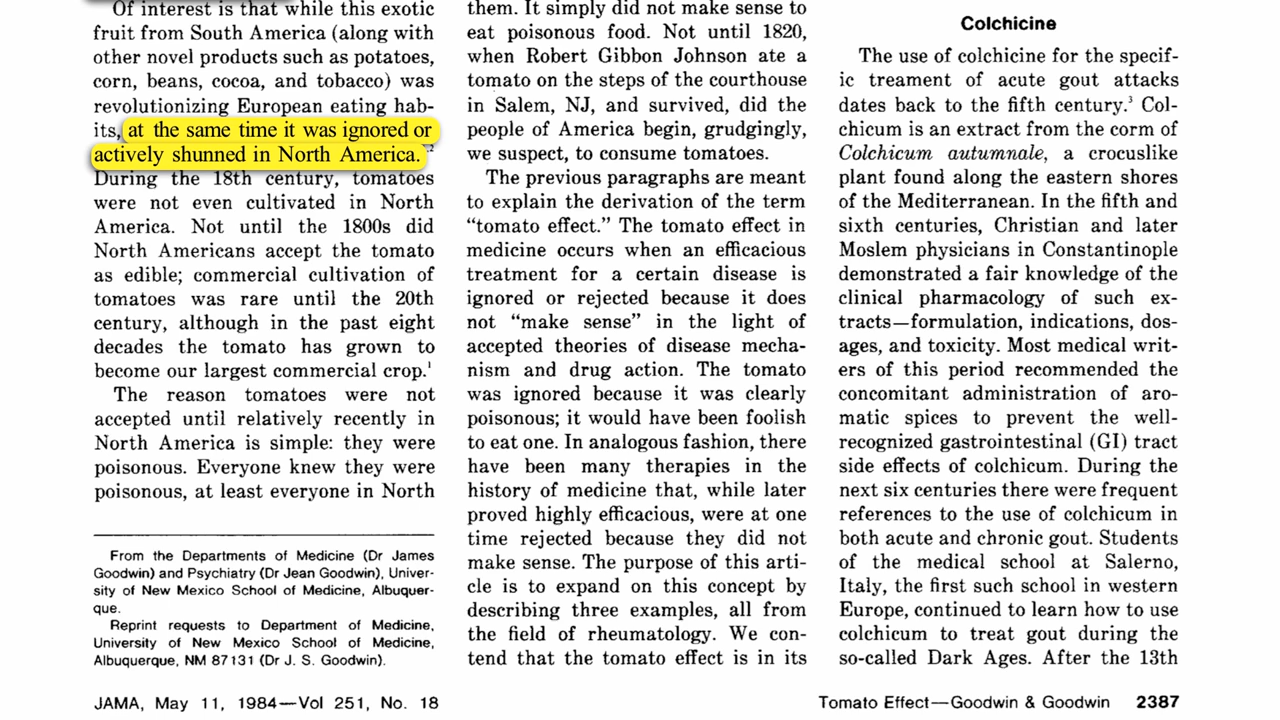 Of interest is that while this exotic
fruit from South America (along with
other novel products such as potatoes,
corn, beans, cocoa, and tobacco) was
revolutionizing European eating hab-
its, at the same time it was ignored or
actively shunned in North America.
During the 18th century, tomatoes
were not even cultivated in North
America. Not until the 1800s did
North Americans accept the tomato
as edible; commercial cultivation of
tomatoes was rare until the 20th
century, although in the past eight
decades the tomato has grown to
become our largest commercial crop.¹
The reason tomatoes were not
accepted until relatively recently in
North America is simple: they were
poisonous. Everyone knew they were
poisonous, at least everyone in North
From the Departments of Medicine (Dr James
Goodwin) and Psychiatry (Dr Jean Goodwin), Univer-
sity of New Mexico School of Medicine, Albuquer-
que.
Reprint requests to Department of Medicine,
University of New Mexico School of Medicine,
Albuquerque, NM 87131 (Dr J. S. Goodwin).
them. It simply did not make sense to
eat poisonous food. Not until 1820,
when Robert Gibbon Johnson ate a
tomato on the steps of the courthouse
in Salem, NJ, and survived, did the
people of America begin, grudgingly,
we suspect, to consume tomatoes.
The previous paragraphs are meant
to explain the derivation of the term
“tomato effect.” The tomato effect in
medicine occurs when an efficacious
treatment for a certain disease is
ignored or rejected because it does
not “make sense” in the light of
accepted theories of disease mecha-
nism and drug action. The tomato
was ignored because it was clearly
poisonous; it would have been foolish
to eat one. In analogous fashion, there
have been many therapies in the
history of medicine that, while later
proved highly efficacious, were at one
time rejected because they did not
make sense. The purpose of this arti-
cle is to expand on this concept by
describing three examples, all from
the field of rheumatology. We con-
tend that the tomato effect is in its
Colchicine
The use of colchicine for the specif-
ic treament of acute gout attacks
dates back to the fifth century.³ Col-
chicum is an extract from the corm of
Colchicum autumnale, a crocuslike
plant found along the eastern shores
of the Mediterranean. In the fifth and
sixth centuries, Christian and later
Moslem physicians in Constantinople
demonstrated a fair knowledge of the
clinical pharmacology of such ex-
tracts—formulation, indications, dos-
ages, and toxicity. Most medical writ-
ers of this period recommended the
concomitant administration of aro-
matic spices to prevent the well-
recognized gastrointestinal (GI) tract
side effects of colchicum. During the
next six centuries there were frequent
references to the use of colchicum in
both acute and chronic gout. Students
of the medical school at Salerno,
Italy, the first such school in western
Europe, continued to learn how to use
colchicum to treat gout during the
so-called Dark Ages. After the 13th
JAMA, May 11, 1984—Vol 251, No. 18
Tomato Effect—Goodwin & Goodwin 2387